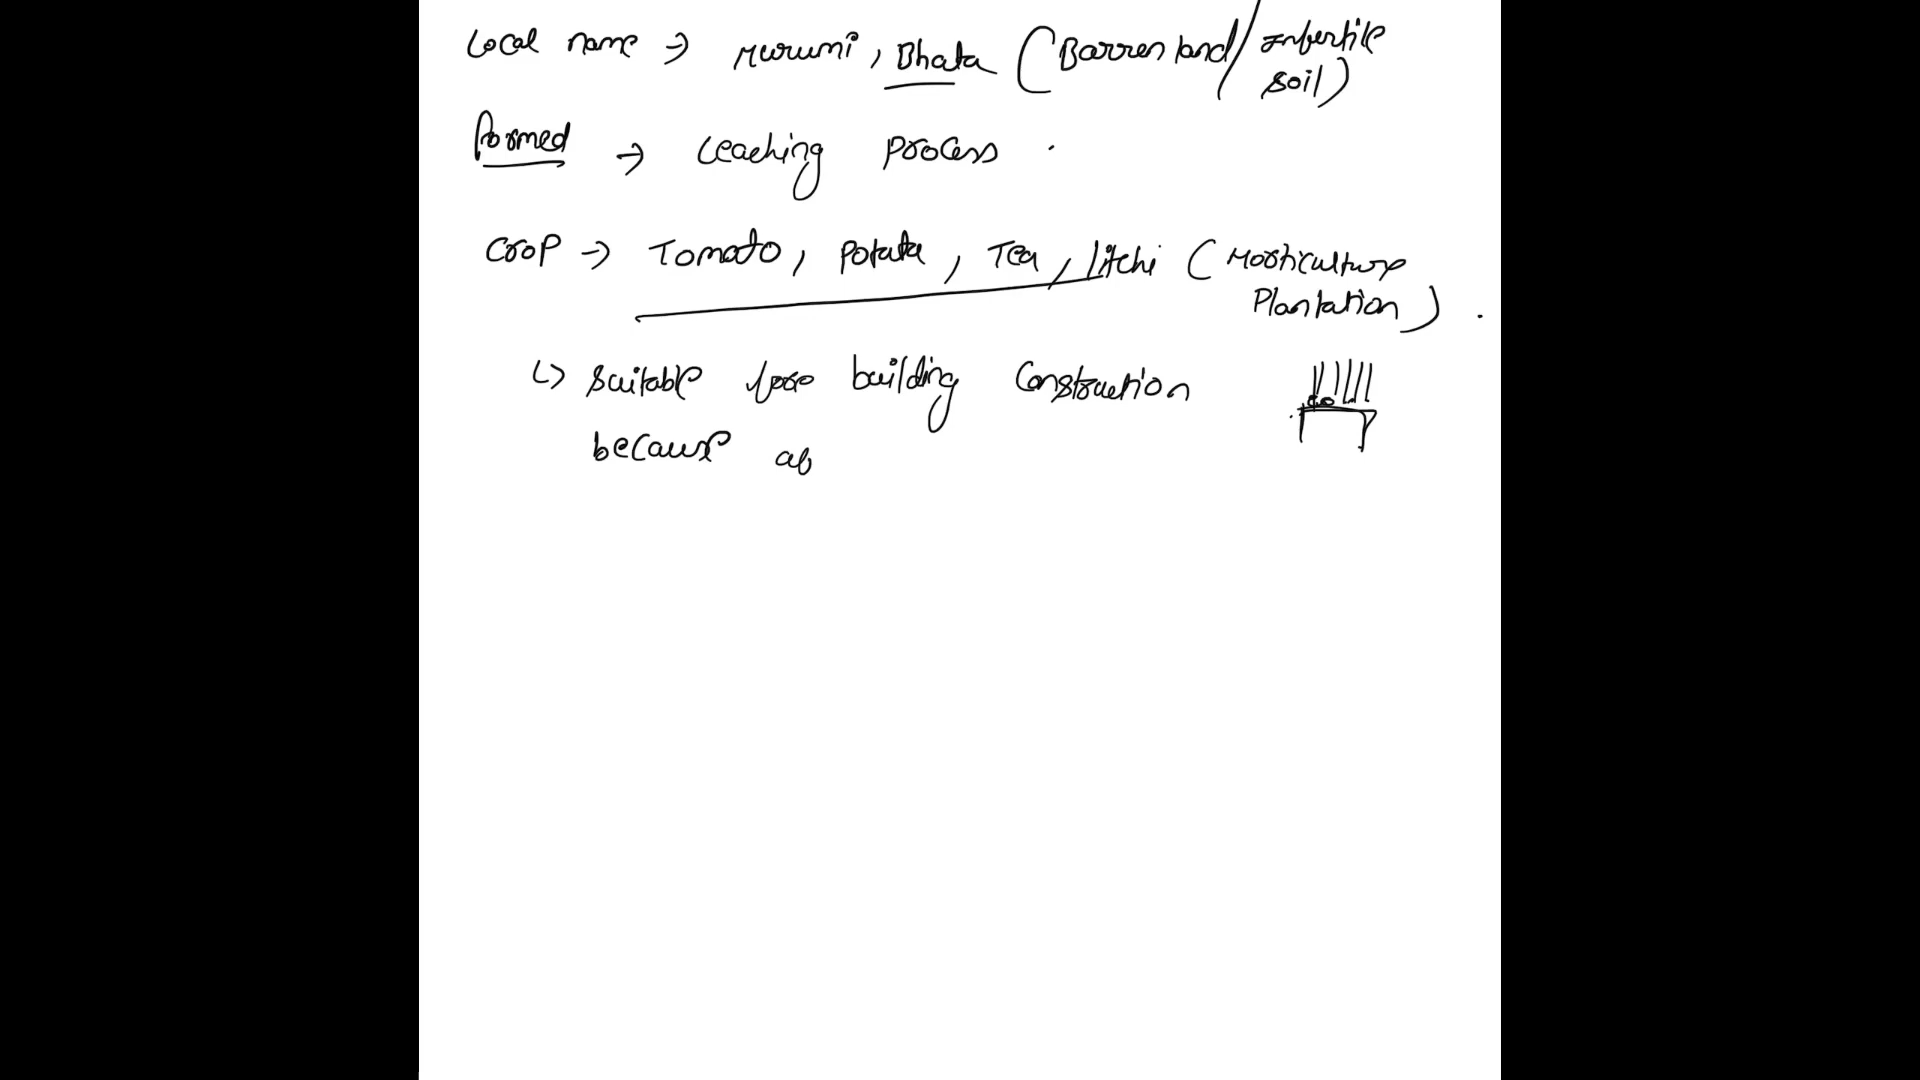 Local name → Murumi, Bhata (Barren land/ Infertile
soil)
Formed → Leaching process.
Crop → Tomato, Potata, Tea, litchi (Horticulture
Plantation).
↳ suitable for building Construction
because of